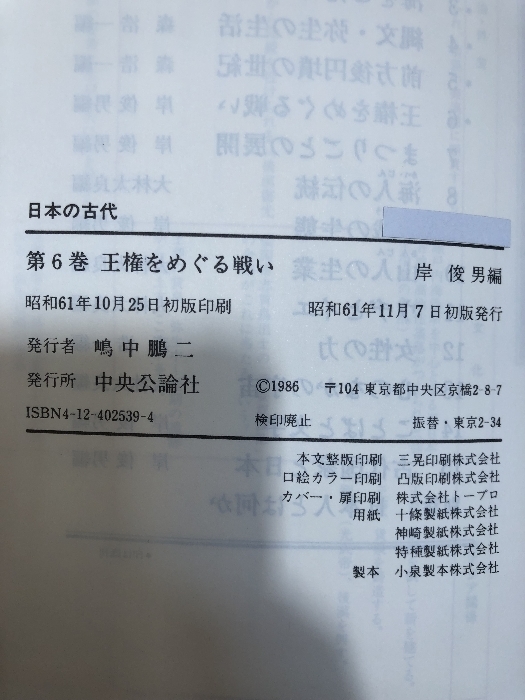 日本の古代
第6巻 王権をめぐる戦い 岸 俊男編
昭和61年10月25日初版印刷 昭和61年11月7日初版発行
発行者 嶋中鵬二
発行所 中央公論社 ©1986 〒104 東京都中央区京橋2-8-7
ISBN4-12-402539-4 検印廃止 振替・東京2-34
本文整版印刷 三晃印刷株式会社
口絵カラー印刷 凸版印刷株式会社
カバー・扉印刷 株式会社トープロ
用紙 十條製紙株式会社
神崎製紙株式会社
特種製紙株式会社
製本 小泉製本株式会社